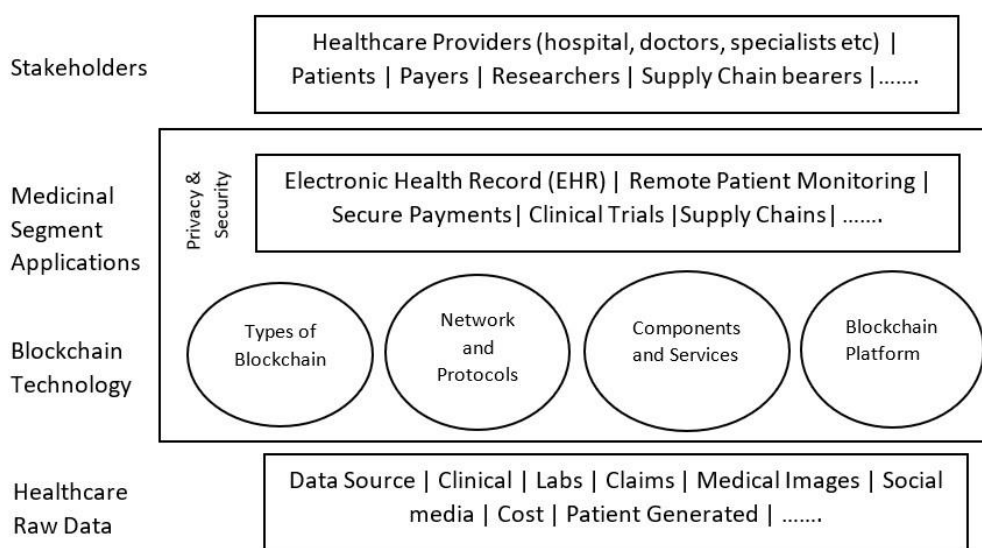 Stakeholders
Healthcare Providers (hospital, doctors, specialists etc) |
Patients | Payers | Researchers | Supply Chain bearers |…….
Medicinal
Segment
Applications
Privacy &
Security
Electronic Health Record (EHR) | Remote Patient Monitoring |
Secure Payments| Clinical Trials |Supply Chains| …….
Blockchain
Technology
Types of
Blockchain
Network
and
Protocols
Components
and Services
Blockchain
Platform
Healthcare
Raw Data
Data Source | Clinical | Labs | Claims | Medical Images | Social
media | Cost | Patient Generated | …….